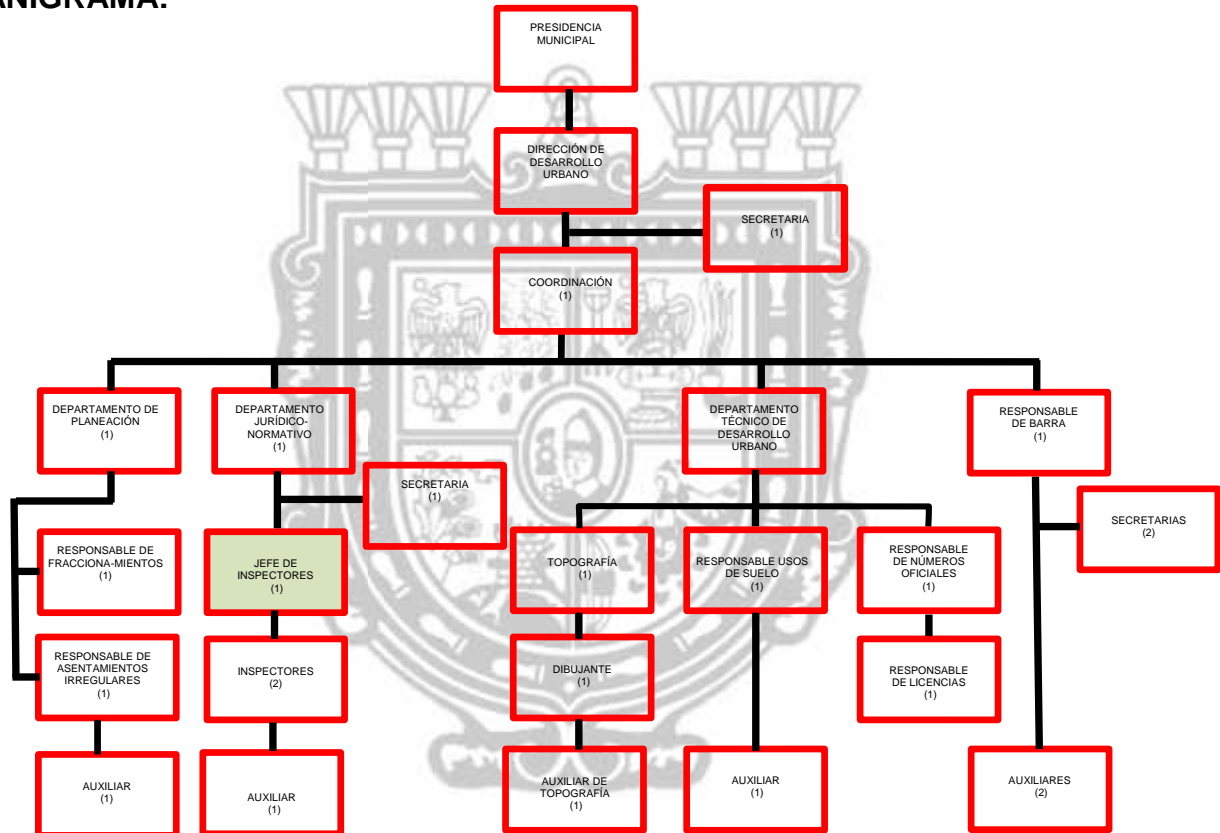 ANIGRAMA.
PRESIDENCIA
MUNICIPAL
DIRECCIÓN DE
DESARROLLO
URBANO
SECRETARIA
(1)
COORDINACIÓN
(1)
DEPARTAMENTO DE
PLANEACIÓN
(1)
DEPARTAMENTO
JURÍDICO-
NORMATIVO
(1)
DEPARTAMENTO
TÉCNICO DE
DESARROLLO
URBANO
RESPONSABLE
DE BARRA
(1)
SECRETARIA
(1)
SECRETARIAS
(2)
RESPONSABLE DE
FRACCIONA-MIENTOS
(1)
JEFE DE
INSPECTORES
(1)
TOPOGRAFÍA
(1)
RESPONSABLE USOS
DE SUELO
(1)
RESPONSABLE
DE NÚMEROS
OFICIALES
(1)
RESPONSABLE DE
ASENTAMIENTOS
IRREGULARES
(1)
INSPECTORES
(2)
DIBUJANTE
(1)
RESPONSABLE
DE LICENCIAS
(1)
AUXILIAR
(1)
AUXILIAR
(1)
AUXILIAR DE
TOPOGRAFÍA
(1)
AUXILIAR
(1)
AUXILIARES
(2)